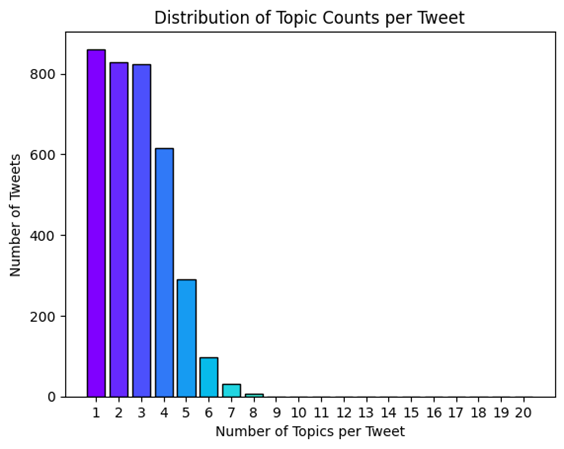 Distribution of Topic Counts per Tweet
Number of Tweets
800
600
400
200
0
1 2 3 4 5 6 7 8 9 10 11 12 13 14 15 16 17 18 19 20
Number of Topics per Tweet